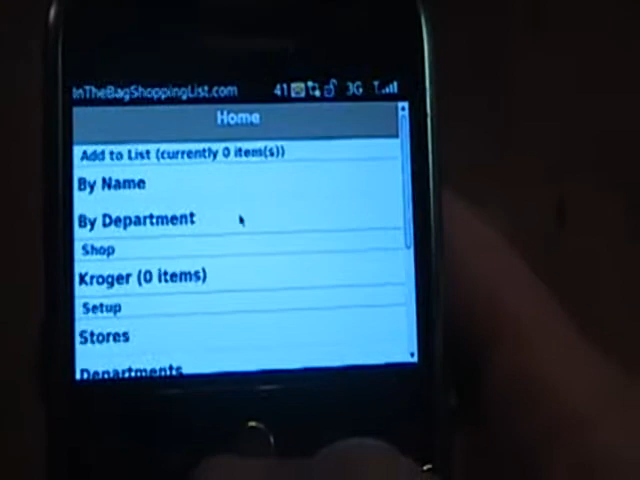 InTheBagShoppingList.com 41 3G
Home
Add to List (currently 0 item(s))
By Name
By Department
Shop
Kroger (0 items)
Setup
Stores
Departments